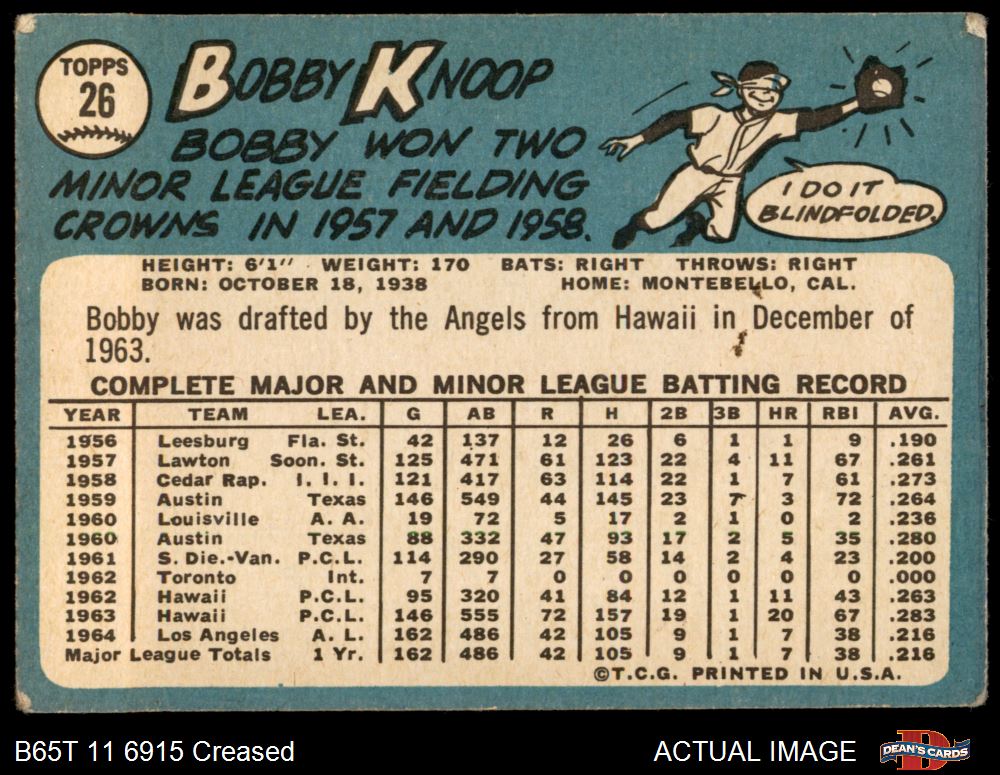 TOPPS
26
BOBBY KNOOP
BOBBY WON TWO
MINOR LEAGUE FIELDING
CROWNS IN 1957 AND 1958.
I DO IT
BLINDFOLDED.
HEIGHT: 6'1" WEIGHT: 170 BATS: RIGHT THROWS: RIGHT
BORN: OCTOBER 18, 1938 HOME: MONTEBELLO, CAL.
Bobby was drafted by the Angels from Hawaii in December of
1963.
COMPLETE MAJOR AND MINOR LEAGUE BATTING RECORD
YEAR TEAM LEA. G AB R H 2B 3B HR RBI AVG.
1956 Leesburg Fla. St. 42 137 12 26 6 1 1 9 .190
1957 Lawton Soon. St. 125 471 61 123 22 4 11 67 .261
1958 Cedar Rap. I. I. I. 121 417 63 114 22 1 7 61 .273
1959 Austin Texas 146 549 44 145 23 7 3 72 .264
1960 Louisville A. A. 19 72 5 17 2 1 0 2 .236
1960 Austin Texas 88 332 47 93 17 2 5 35 .280
1961 S. Die.-Van. P.C.L. 114 290 27 58 14 2 4 23 .200
1962 Toronto Int. 7 7 0 0 0 0 0 0 .000
1962 Hawaii P.C.L. 95 320 41 84 12 1 11 43 .263
1963 Hawaii P.C.L. 146 555 72 157 19 1 20 67 .283
1964 Los Angeles A. L. 162 486 42 105 9 1 7 38 .216
Major League Totals 1 Yr. 162 486 42 105 9 1 7 38 .216
©T.C.G. PRINTED IN U.S.A.
B65T 11 6915 Creased
ACTUAL IMAGE
D
DEAN'S CARDS